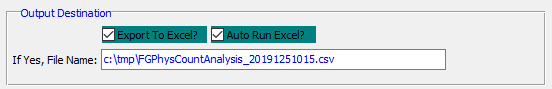 Output Destination
Export To Excel? Auto Run Excel?
If Yes, File Name: c:\tmp\FGPhysCountAnalysis_20191251015.csv